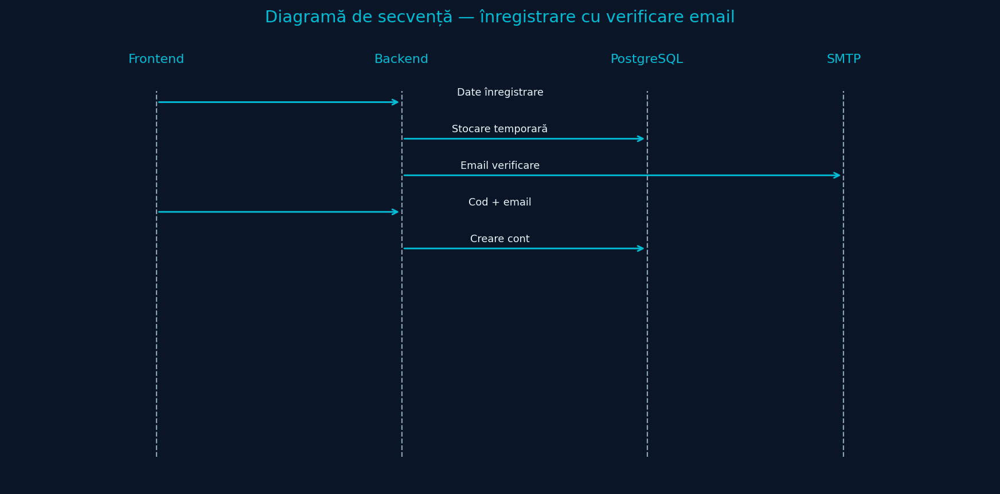 Diagramă de secvență — înregistrare cu verificare email
Frontend
Backend
PostgreSQL
SMTP
Date înregistrare
Stocare temporară
Email verificare
Cod + email
Creare cont